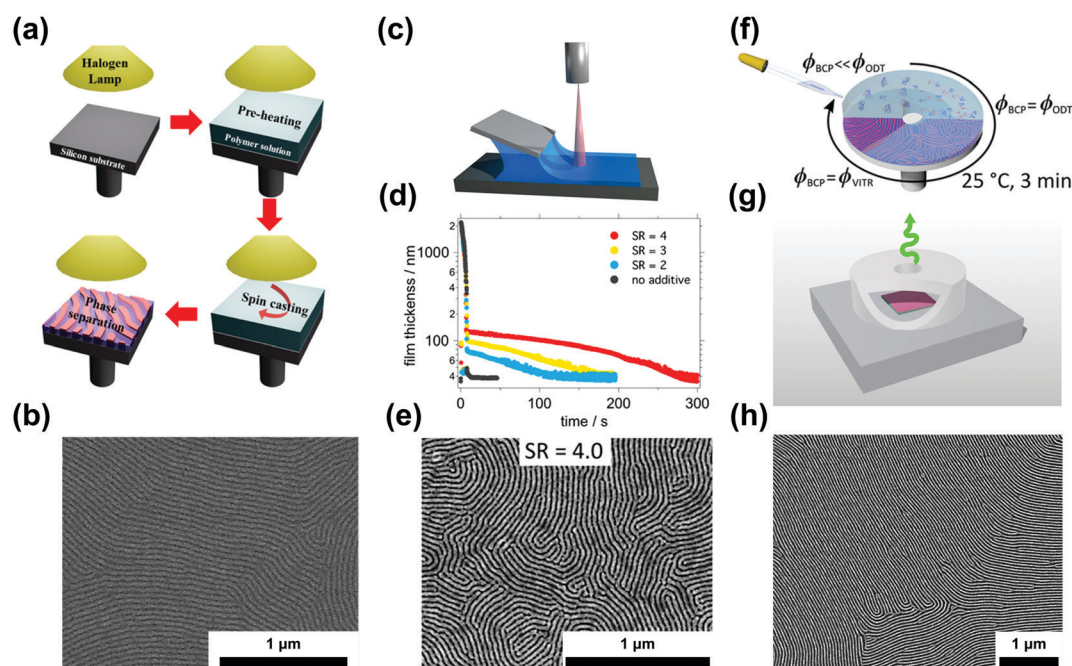 (a)
Halogen
Lamp
Silicon substrate
Pre-heating
Polymer solution
Spin casting
Phase
separation
(b)
1 µm
(c)
(d)
film thickenss / nm
2
1000
6
4
2
100
6
4
SR = 4
SR = 3
SR = 2
no additive
0
100
200
300
time / s
(e)
SR = 4.0
1 µm
(f)
ϕBCP<<ϕODT
ϕBCP=ϕODT
ϕBCP=ϕVITR
25 °C, 3 min
(g)
(h)
1 µm